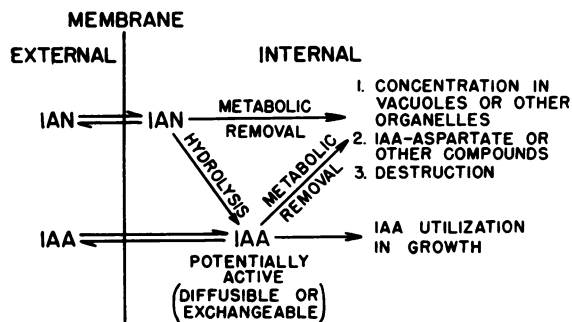 MEMBRANE
EXTERNAL
INTERNAL
IAN
IAN
METABOLIC
REMOVAL
1. CONCENTRATION IN
VACUOLES OR OTHER
ORGANELLES
2. IAA-ASPARTATE OR
OTHER COMPOUNDS
3. DESTRUCTION
HYDROLYSIS
METABOLIC
REMOVAL
IAA
IAA
IAA UTILIZATION
IN GROWTH
POTENTIALLY
ACTIVE
(DIFFUSIBLE OR
EXCHANGEABLE)